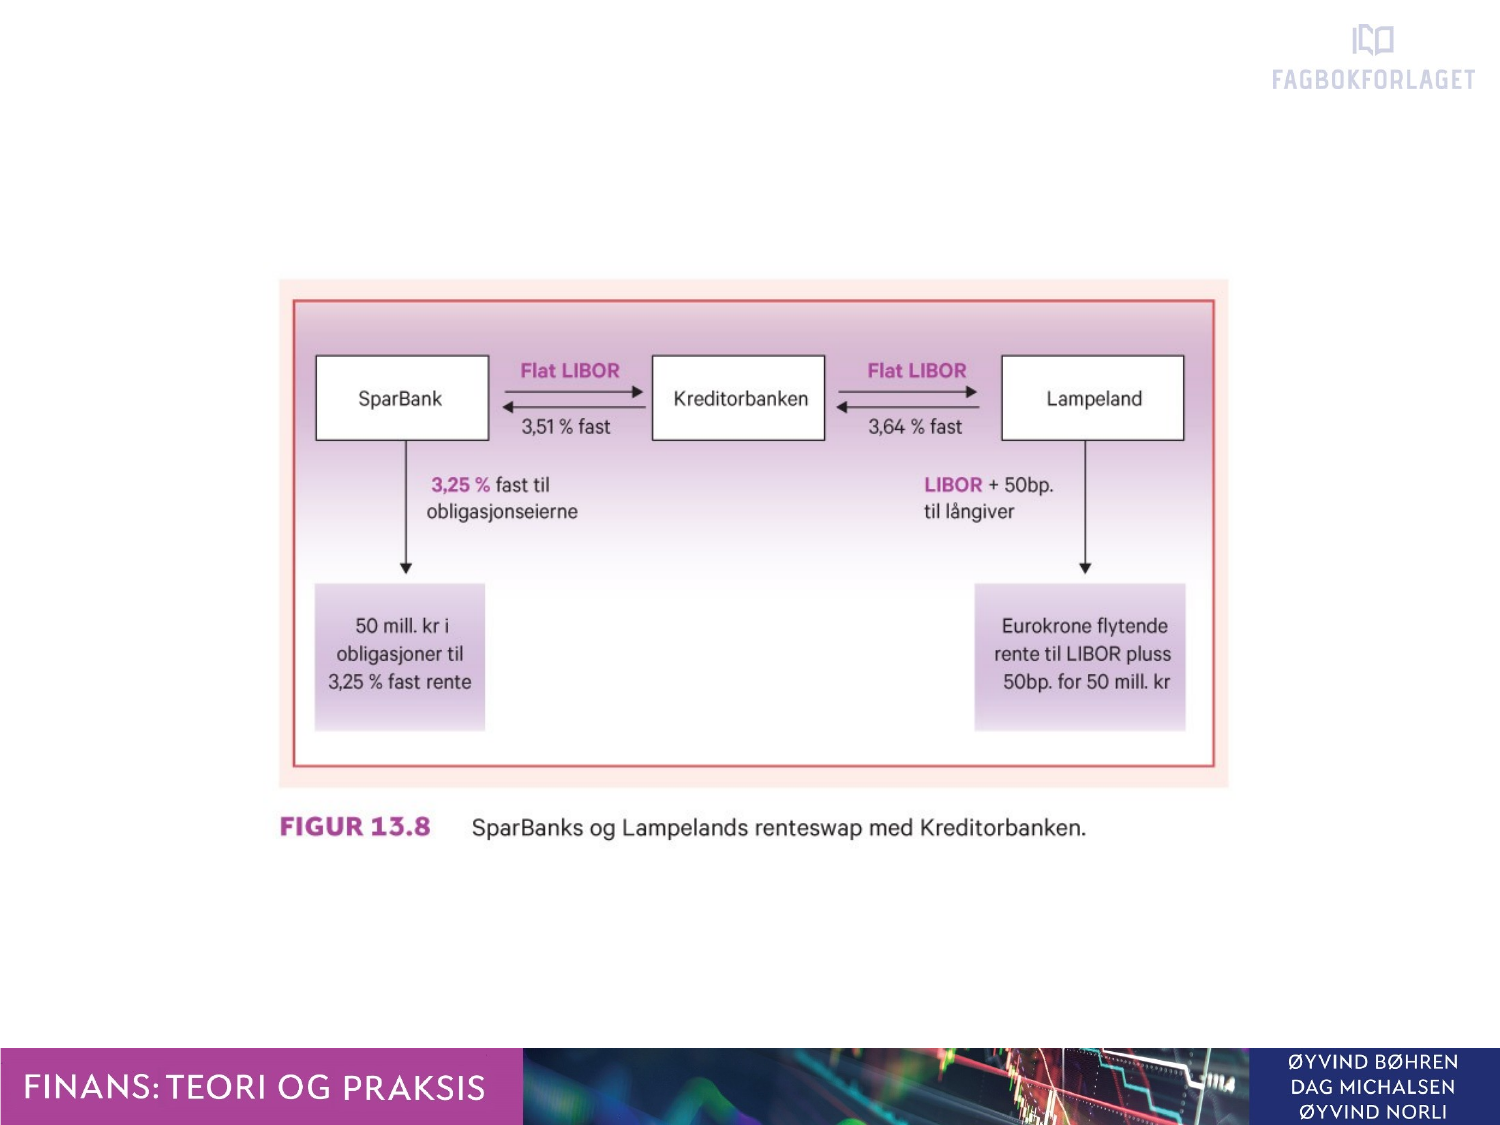 FAGBOKFORLAGET
Flat LIBOR
Flat LIBOR
SparBank
Kreditorbanken
Lampeland
3,51 % fast
3,64 % fast
3,25 % fast til
obligasjonseierne
LIBOR + 50bp.
til långiver
50 mill. kr i
obligasjoner til
3,25 % fast rente
Eurokrone flytende
rente til LIBOR pluss
50bp. for 50 mill. kr
FIGUR 13.8 SparBanks og Lampelands renteswap med Kreditorbanken.
FINANS: TEORI OG PRAKSIS
ØYVIND BØHREN
DAG MICHALSEN
ØYVIND NORLI